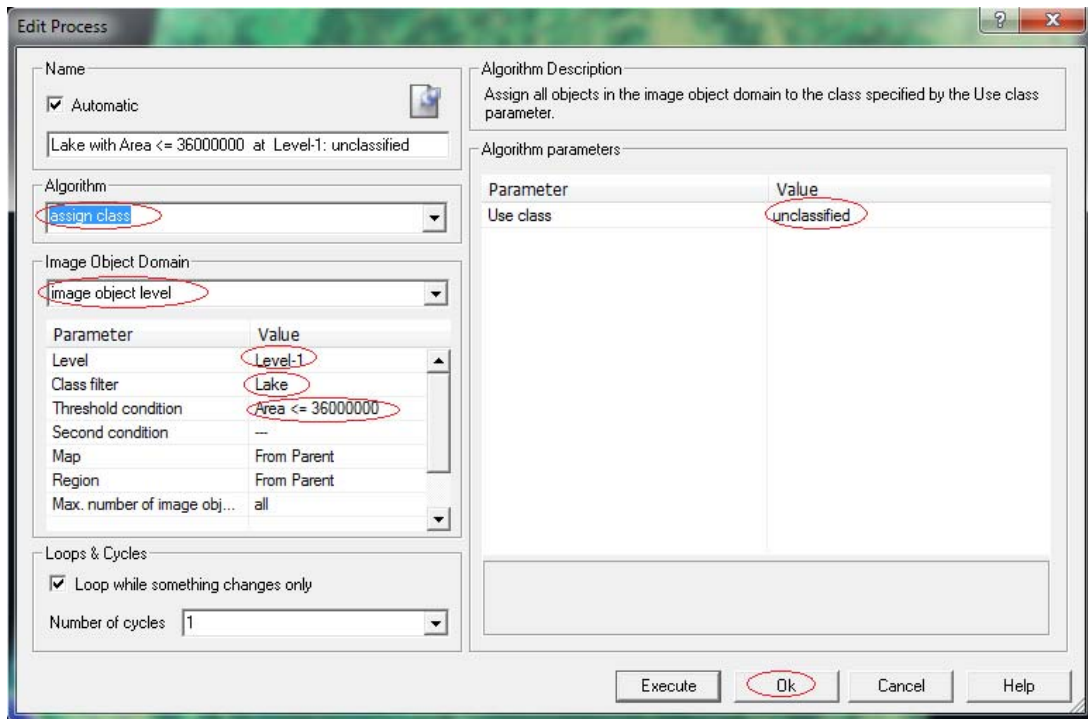 Edit Process
?
x
Name
Automatic
Lake with Area <= 36000000 at Level-1: unclassified
Algorithm
assign class
Image Object Domain
image object level
Parameter Value
Level Level-1
Class filter Lake
Threshold condition Area <= 36000000
Second condition ---
Map From Parent
Region From Parent
Max. number of image obj... all
Loops & Cycles
Loop while something changes only
Number of cycles 1
Algorithm Description
Assign all objects in the image object domain to the class specified by the Use class
parameter.
Algorithm parameters
Parameter Value
Use class unclassified
Execute Ok Cancel Help